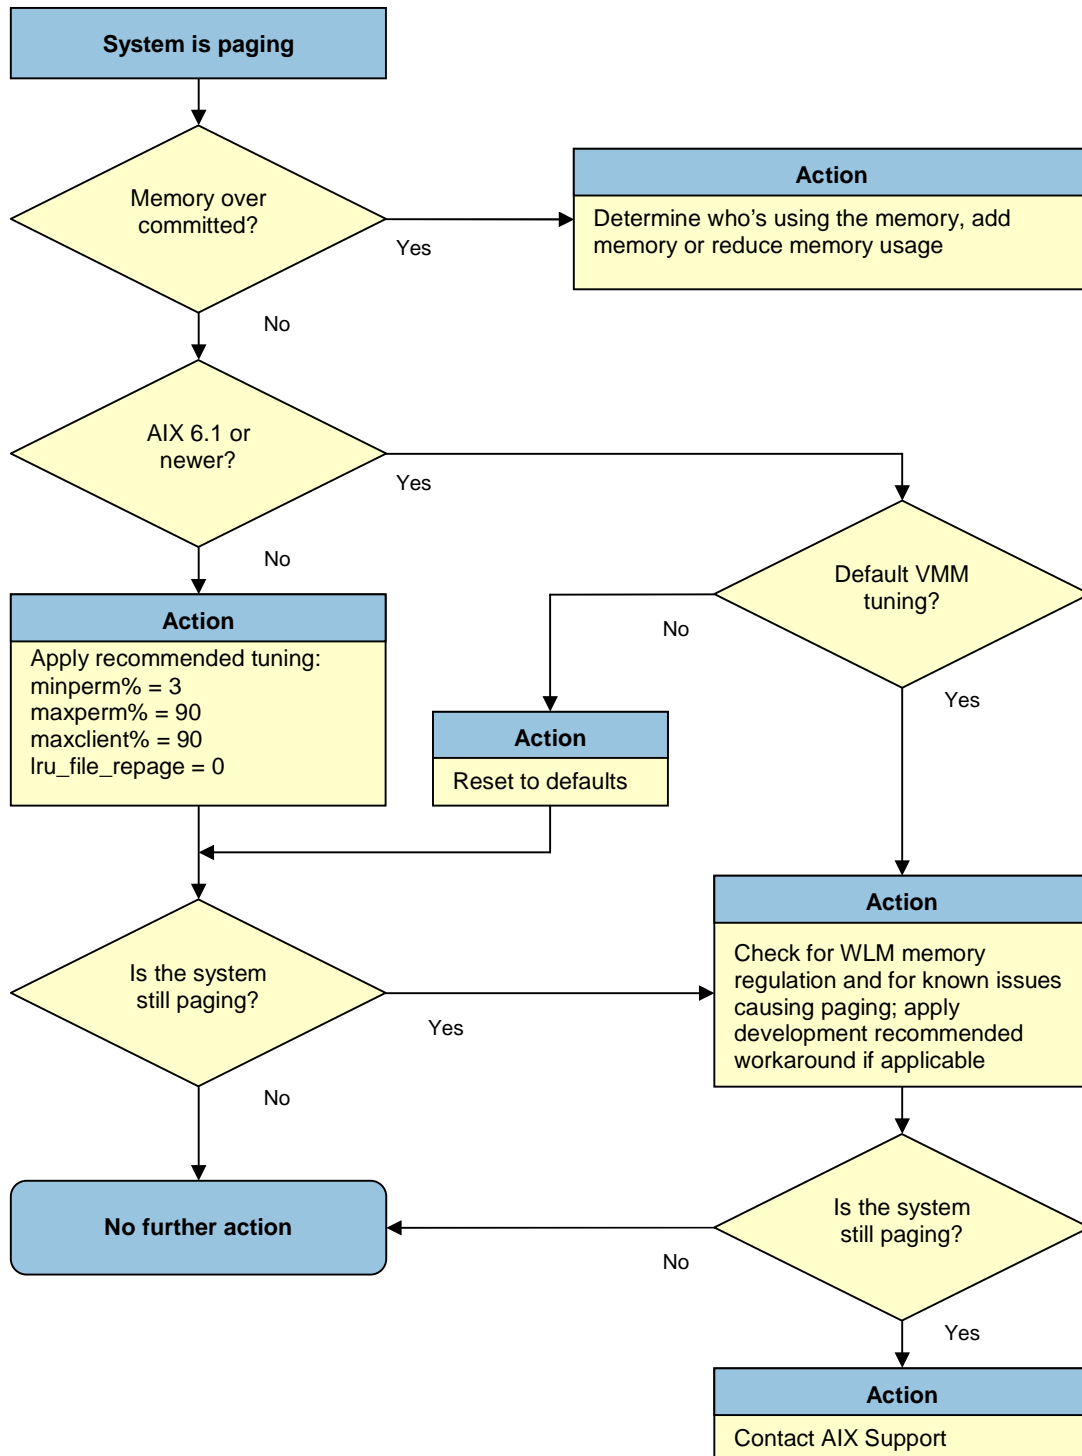 System is paging
Memory over
committed?
Yes
Action
Determine who's using the memory, add
memory or reduce memory usage
No
AIX 6.1 or
newer?
Yes
No
Default VMM
tuning?
No
Yes
Action
Apply recommended tuning:
minperm% = 3
maxperm% = 90
maxclient% = 90
lru_file_repage = 0
Action
Reset to defaults
Is the system
still paging?
Yes
No
Action
Check for WLM memory
regulation and for known issues
causing paging; apply
development recommended
workaround if applicable
No further action
Is the system
still paging?
No
Yes
Action
Contact AIX Support